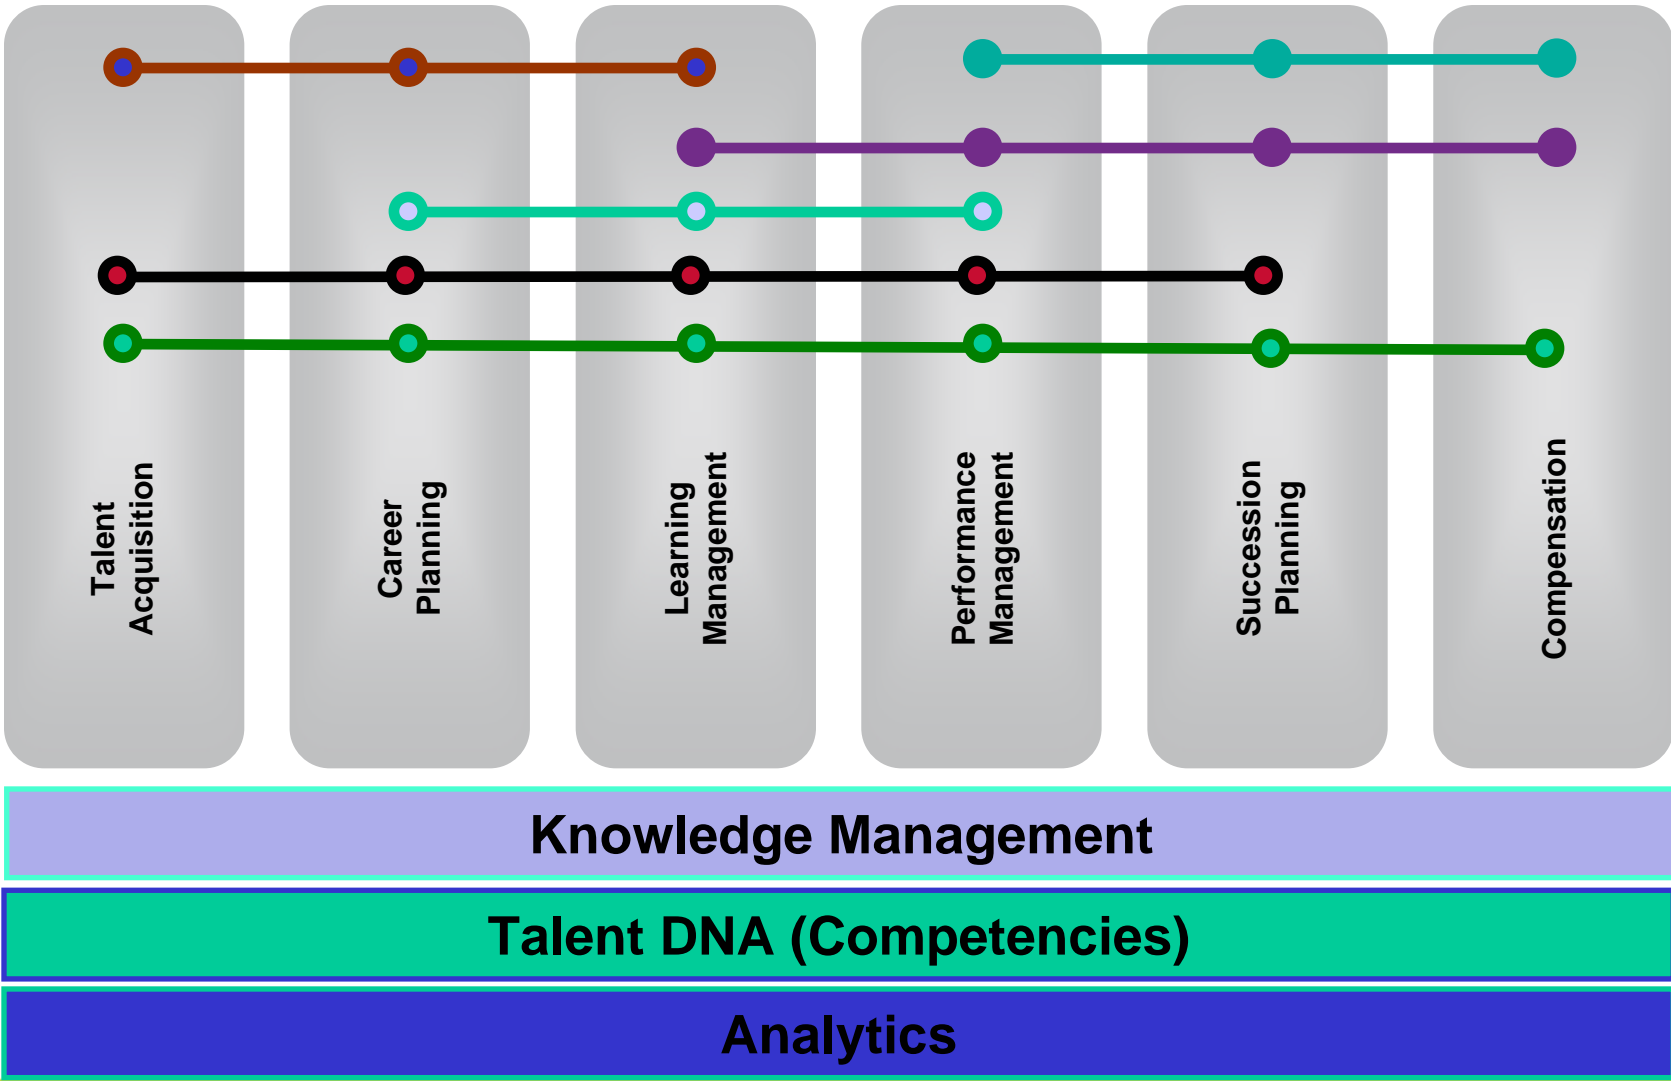 Talent
Acquisition
Career
Planning
Learning
Management
Performance
Management
Succession
Planning
Compensation
Knowledge Management
Talent DNA (Competencies)
Analytics